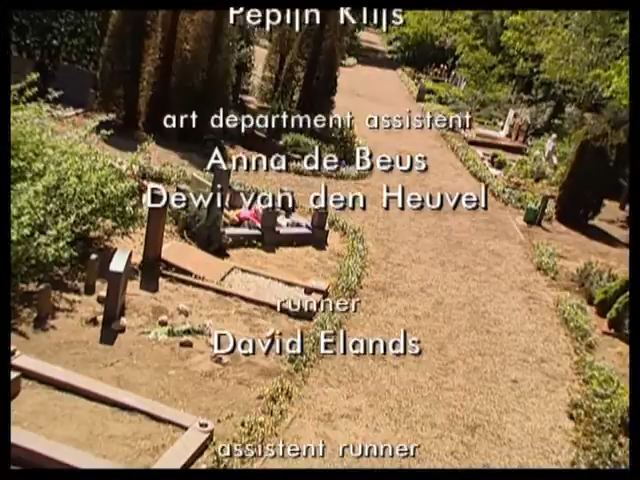 Pepijn Klijs
art department assistent
Anna de Beus
Dewi van den Heuvel
runner
David Elands
assistent runner